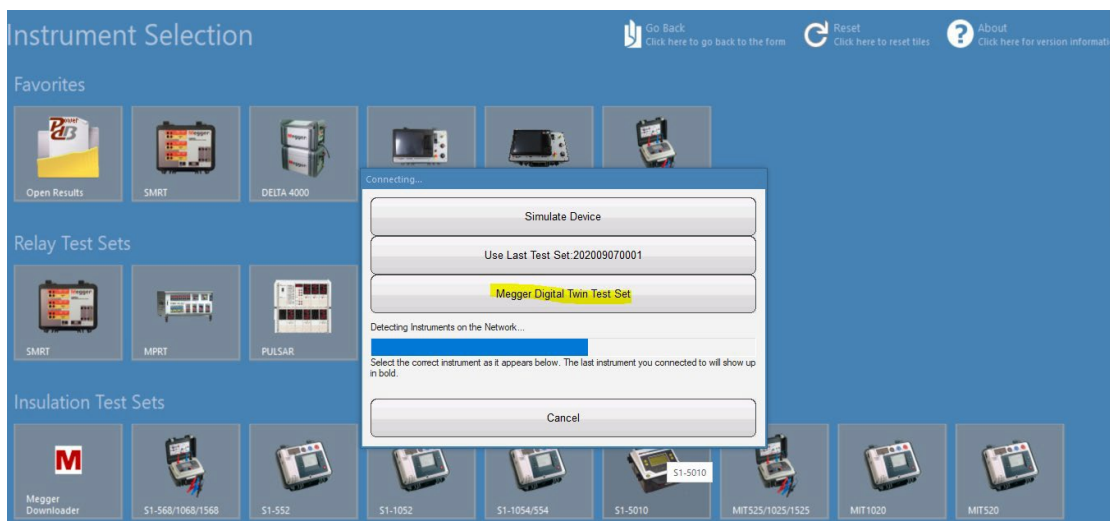 Instrument Selection
Go Back
Click here to go back to the form
Reset
Click here to reset tiles
About
Click here for version informati
Favorites
Open Results
SMRT
DELTA 4000
Connecting...
Simulate Device
Use Last Test Set:202009070001
Megger Digital Twin Test Set
Detecting Instruments on the Network...
Select the correct instrument as it appears below. The last instrument you connected to will show up
in bold.
Cancel
Relay Test Sets
SMRT
MPRT
PULSAR
Insulation Test Sets
Megger
Downloader
S1-568/1068/1568
S1-552
S1-1052
S1-1054/554
S1-5010
S1-5010
MIT525/1025/1525
MIT1020
MIT520